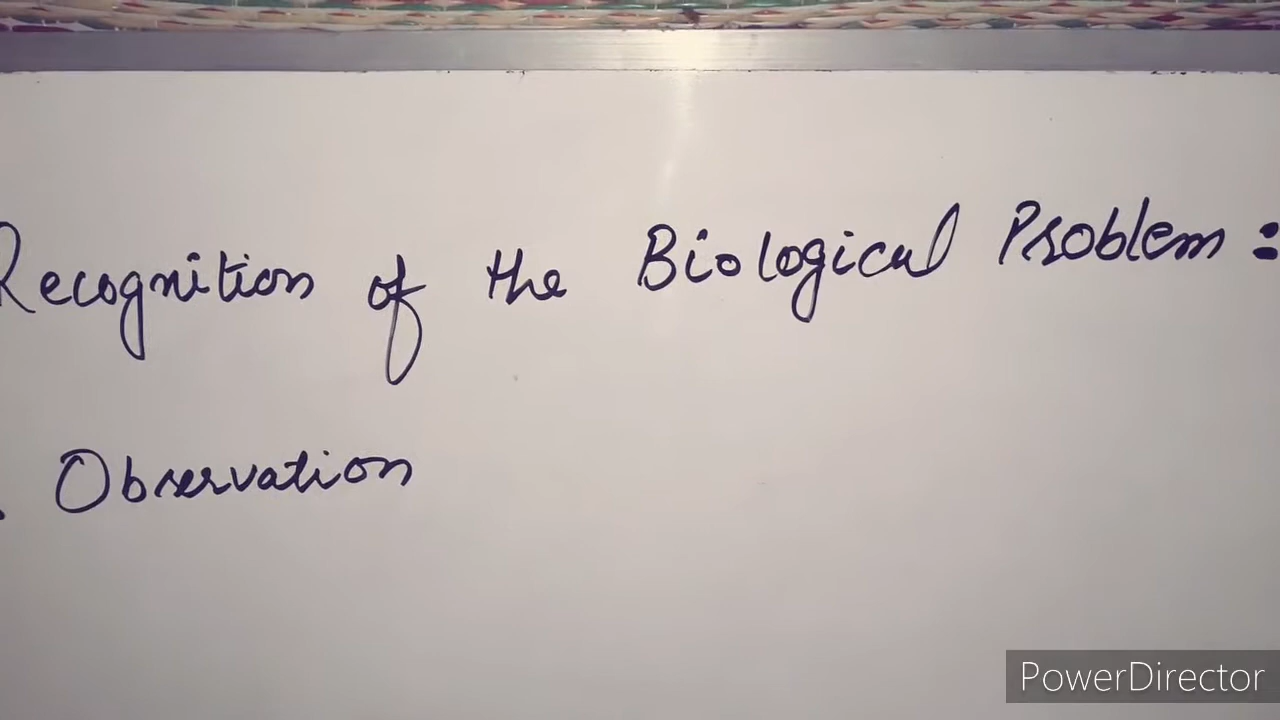 Recognition of the Biological Problem:
. Observation
PowerDirector